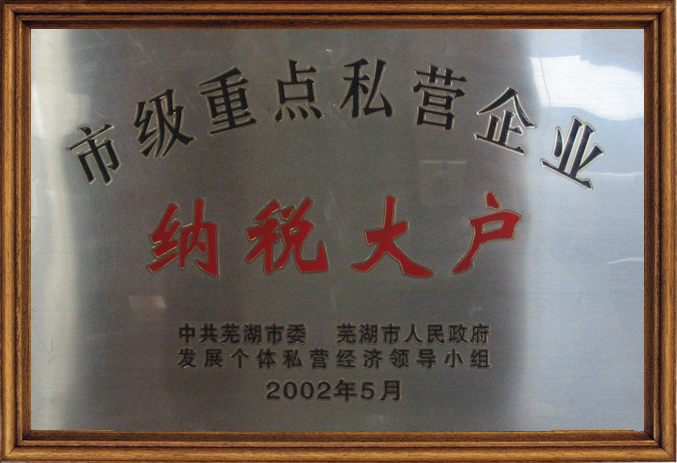 市级重点私营企业
纳税大户
中共芜湖市委 芜湖市人民政府
发展个体私营经济领导小组
2002年5月